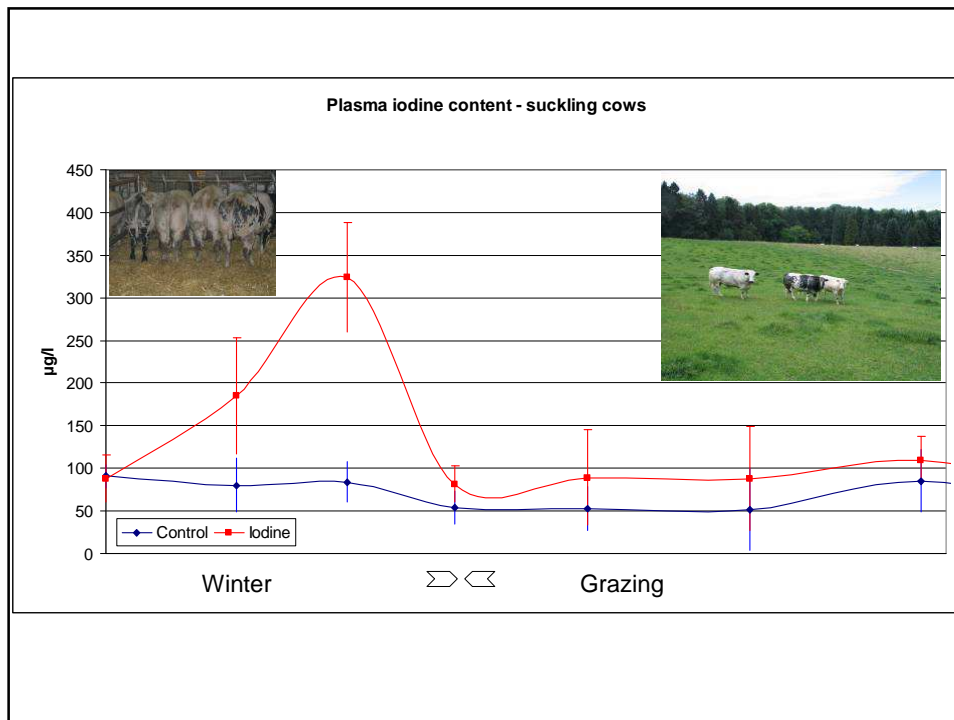 Plasma iodine content - suckling cows
450
400
350
300
250
200
150
100
50
0
µg/l
Control
Iodine
Winter
Grazing